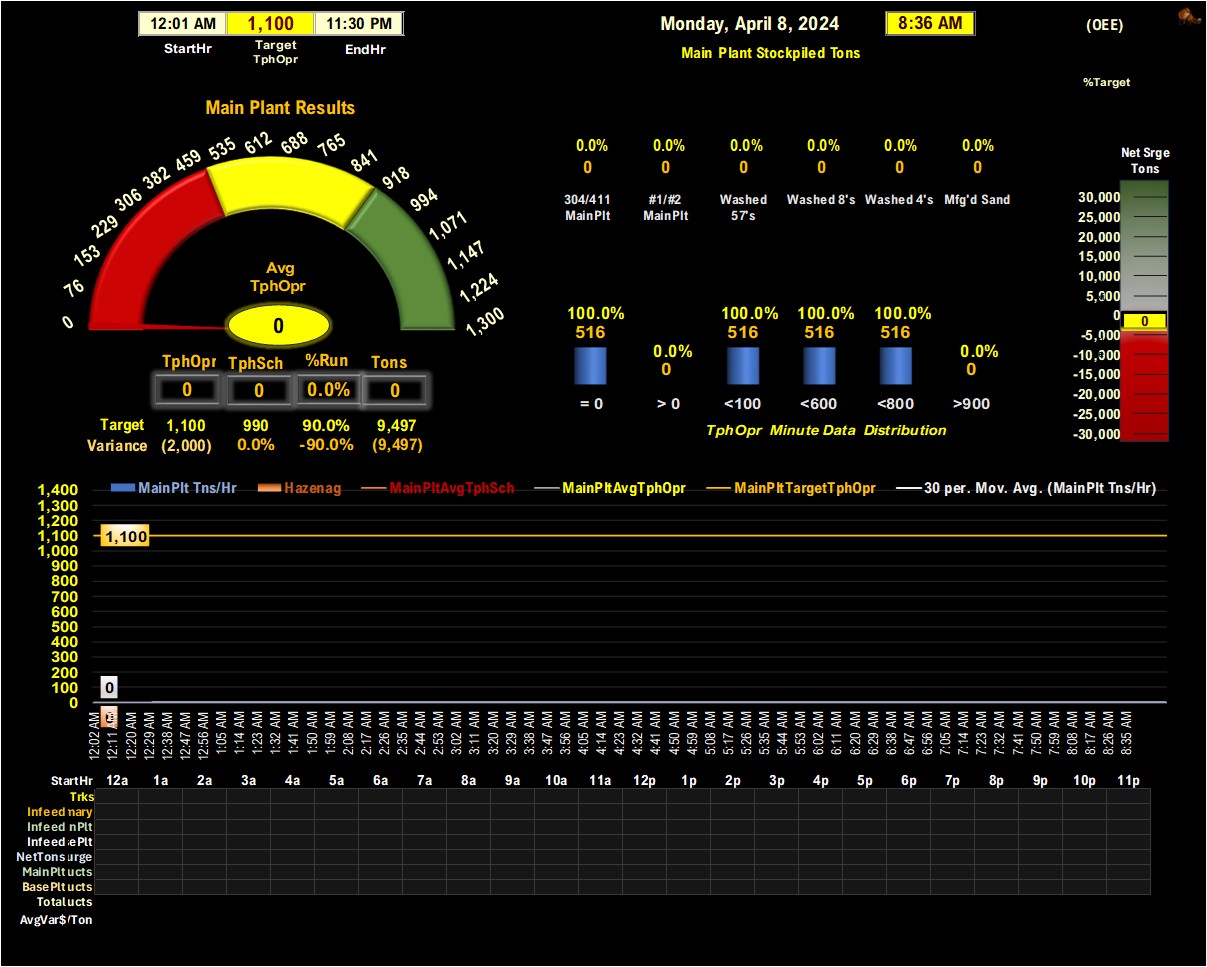 12:01 AM 1,100 11:30 PM
StartHr Target TphOpr EndHr
Monday, April 8, 2024 8:36 AM (OEE)
Main Plant Stockpiled Tons
%Target
Main Plant Results
0 76 153 229 306 382 459 535 612 688 765 841 918 994 1,071 1,147 1,224 1,300
Avg
TphOpr
0
TphOpr TphSch %Run Tons
0 0 0.0% 0
Target 1,100 990 90.0% 9,497
Variance (2,000) 0.0% -90.0% (9,497)
0.0% 0.0% 0.0% 0.0% 0.0% 0.0%
0 0 0 0 0 0
304/411 #1/#2 Washed Washed 8's Washed 4's Mfg'd Sand
MainPlt MainPlt 57's
100.0% 100.0% 100.0% 100.0%
516 516 516 516
0.0% 0.0%
0 0
= 0 > 0 <100 <600 <800 >900
TphOpr Minute Data Distribution
Net Srge
Tons
30,000
25,000
20,000
15,000
10,000
5,000
0
0
-5,000
-10,000
-15,000
-20,000
-25,000
-30,000
MainPlt Tns/Hr Hazenag MainPltAvgTphSch MainPltAvgTphOpr MainPltTargetTphOpr 30 per. Mov. Avg. (MainPlt Tns/Hr)
1,400
1,300
1,200
1,100
1,000
900
800
700
600
500
400
300
200
100
0
1,100
0
12:02 AM 12:11 AM 12:20 AM 12:29 AM 12:38 AM 12:47 AM 12:56 AM 1:05 AM 1:14 AM 1:23 AM 1:32 AM 1:41 AM 1:50 AM 1:59 AM 2:08 AM 2:17 AM 2:26 AM 2:35 AM 2:44 AM 2:53 AM 3:02 AM 3:11 AM 3:20 AM 3:29 AM 3:38 AM 3:47 AM 3:56 AM 4:05 AM 4:14 AM 4:23 AM 4:32 AM 4:41 AM 4:50 AM 4:59 AM 5:08 AM 5:17 AM 5:26 AM 5:35 AM 5:44 AM 5:53 AM 6:02 AM 6:11 AM 6:20 AM 6:29 AM 6:38 AM 6:47 AM 6:56 AM 7:05 AM 7:14 AM 7:23 AM 7:32 AM 7:41 AM 7:50 AM 7:59 AM 8:08 AM 8:17 AM 8:26 AM 8:35 AM
StartHr 12a 1a 2a 3a 4a 5a 6a 7a 8a 9a 10a 11a 12p 1p 2p 3p 4p 5p 6p 7p 8p 9p 10p 11p
Trks
Infeed mary
Infeed nPlt
Infeed ePlt
NetTons urge
MainPlt ucts
BasePlt ucts
Total ucts
AvgVar$/Ton